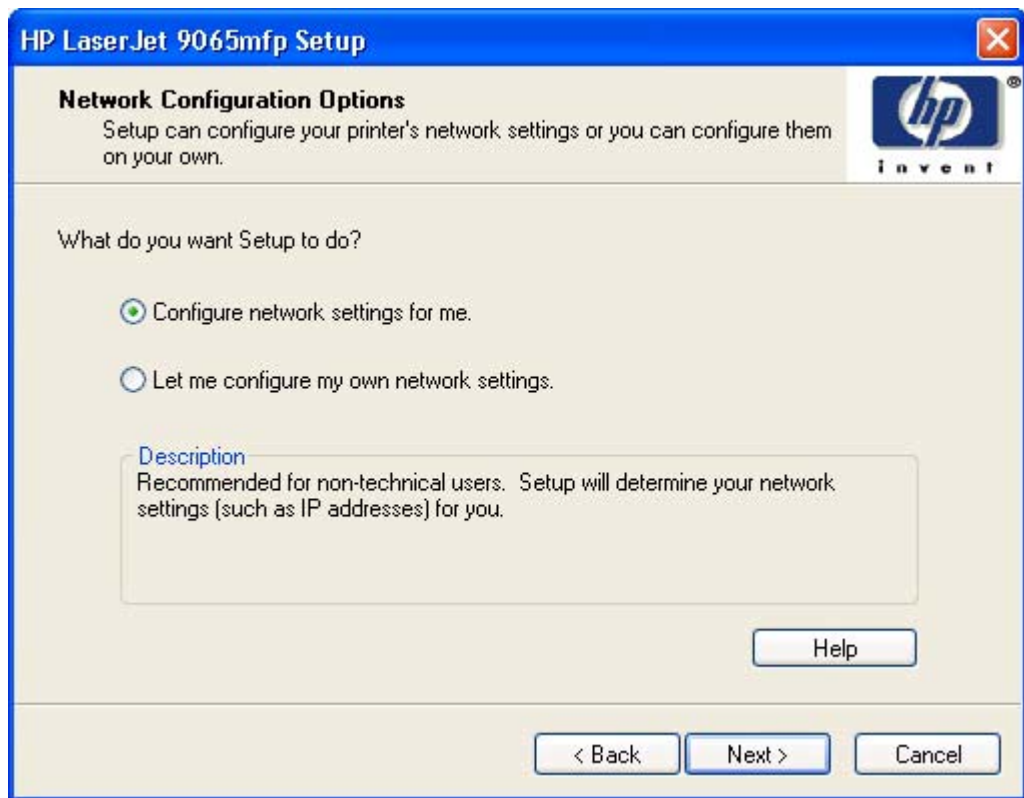 HP LaserJet 9065mfp Setup
Network Configuration Options
Setup can configure your printer's network settings or you can configure them
on your own.
hp ®
invent
What do you want Setup to do?
Configure network settings for me.
Let me configure my own network settings.
Description
Recommended for non-technical users.  Setup will determine your network
settings (such as IP addresses) for you.
Help
< Back
Next >
Cancel